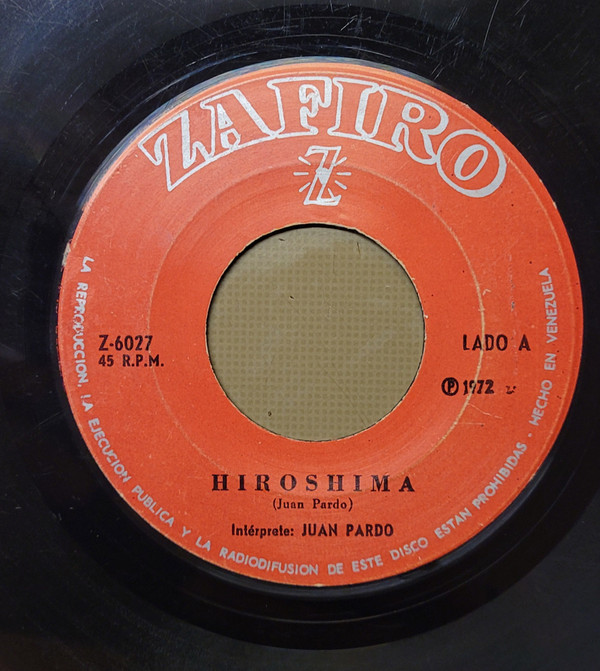 ZAFIRO
Z
Z-6027
45 R.P.M.
LADO A
Ⓟ 1972
HIROSHIMA
(Juan Pardo)
Intérprete: JUAN PARDO
LA REPRODUCCION, LA EJECUCION PUBLICA Y LA RADIODIFUSION DE ESTE DISCO ESTAN PROHIBIDAS · HECHO EN VENEZUELA